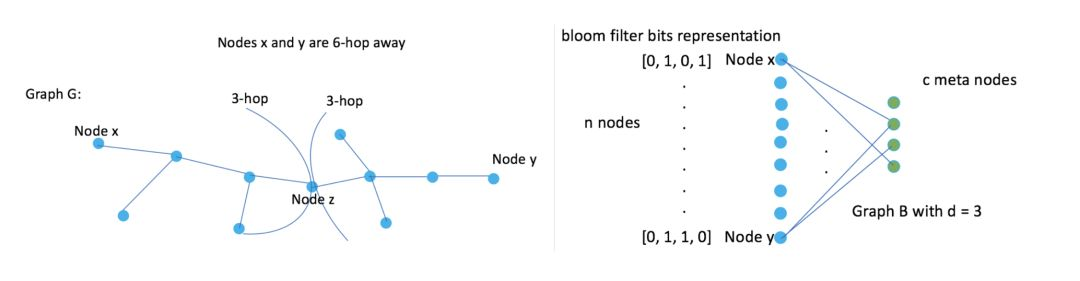 Nodes x and y are 6-hop away
Graph G:
3-hop
3-hop
Node x
Node y
Node z
bloom filter bits representation
[0, 1, 0, 1] Node x
c meta nodes
n nodes
Graph B with d = 3
[0, 1, 1, 0] Node y